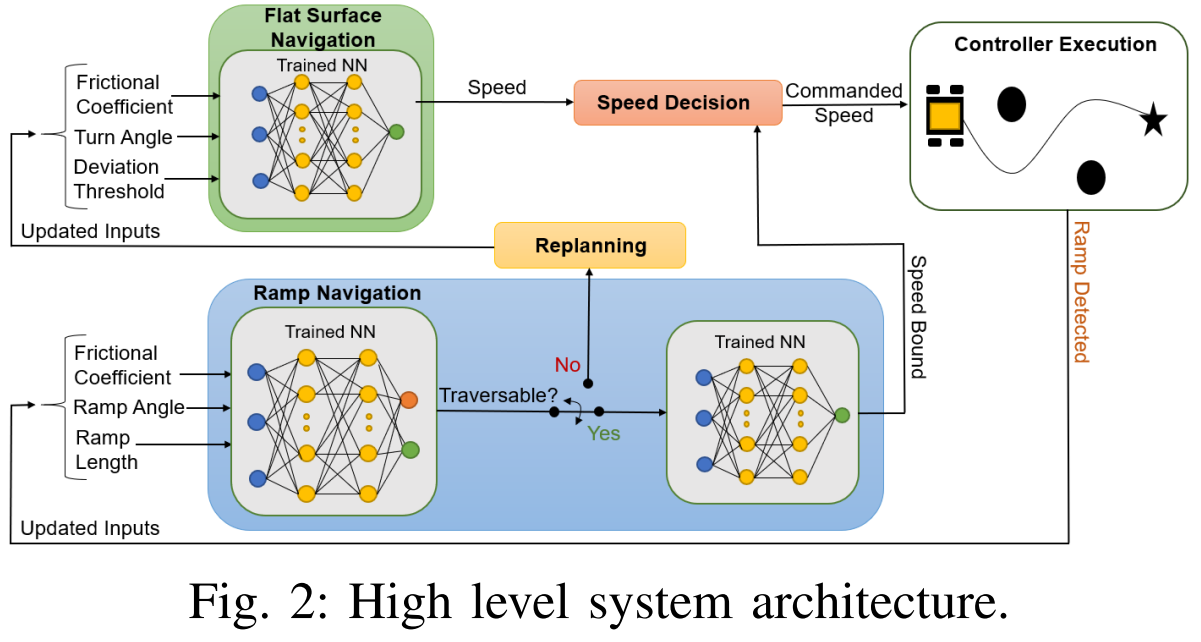 Flat Surface
Navigation
Trained NN
Frictional
Coefficient
Turn Angle
Deviation
Threshold
Updated Inputs
Speed
Speed Decision
Commanded
Speed
Controller Execution
Replanning
Ramp Navigation
Trained NN
Frictional
Coefficient
Ramp Angle
Ramp
Length
Updated Inputs
Traversable?
No
Yes
Trained NN
Speed Bound
Ramp Detected
Fig. 2: High level system architecture.